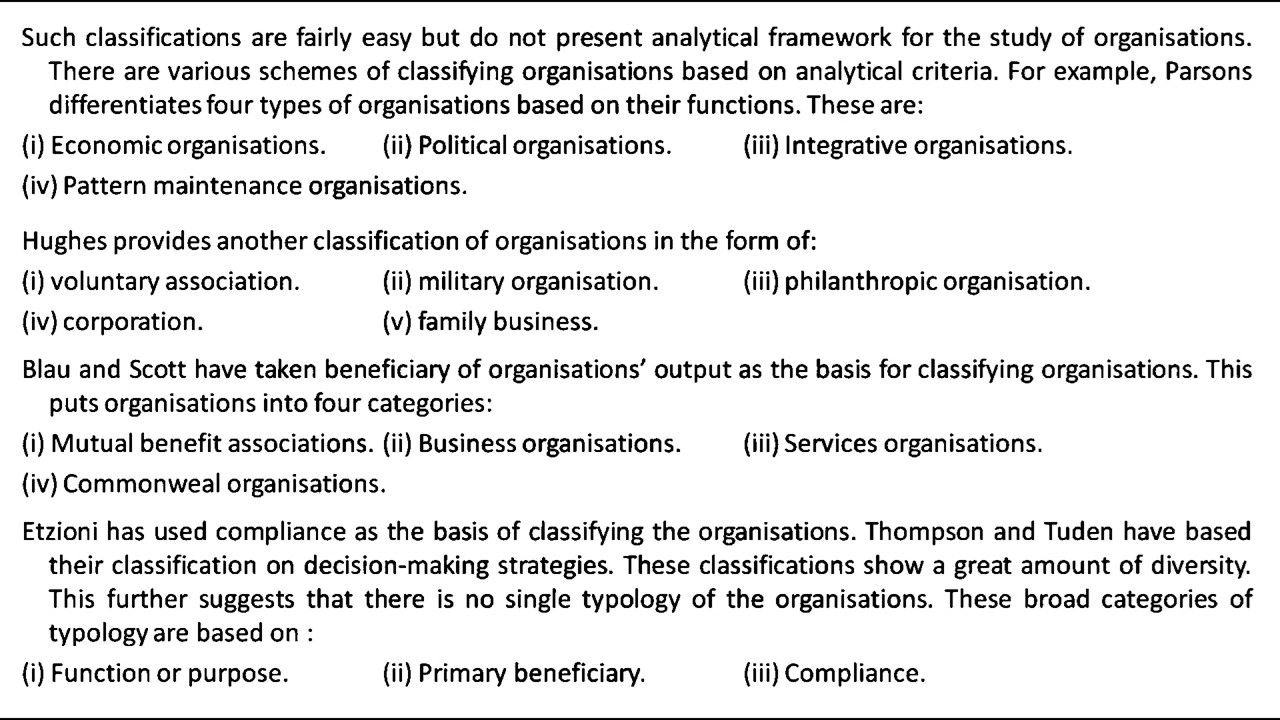 Such classifications are fairly easy but do not present analytical framework for the study of organisations.
There are various schemes of classifying organisations based on analytical criteria. For example, Parsons
differentiates four types of organisations based on their functions. These are:
(i) Economic organisations. (ii) Political organisations. (iii) Integrative organisations.
(iv) Pattern maintenance organisations.
Hughes provides another classification of organisations in the form of:
(i) voluntary association. (ii) military organisation. (iii) philanthropic organisation.
(iv) corporation. (v) family business.
Blau and Scott have taken beneficiary of organisations’ output as the basis for classifying organisations. This
puts organisations into four categories:
(i) Mutual benefit associations. (ii) Business organisations. (iii) Services organisations.
(iv) Commonweal organisations.
Etzioni has used compliance as the basis of classifying the organisations. Thompson and Tuden have based
their classification on decision-making strategies. These classifications show a great amount of diversity.
This further suggests that there is no single typology of the organisations. These broad categories of
typology are based on :
(i) Function or purpose. (ii) Primary beneficiary. (iii) Compliance.